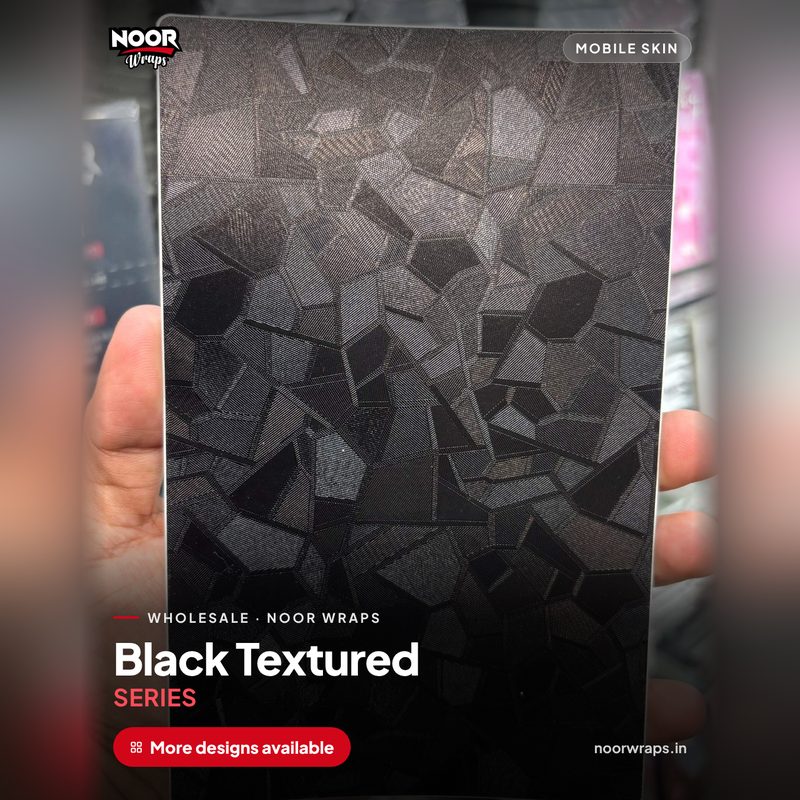 NOOR
Wraps
MOBILE SKIN
WHOLESALE · NOOR WRAPS
Black Textured
SERIES
More designs available
noorwraps.in